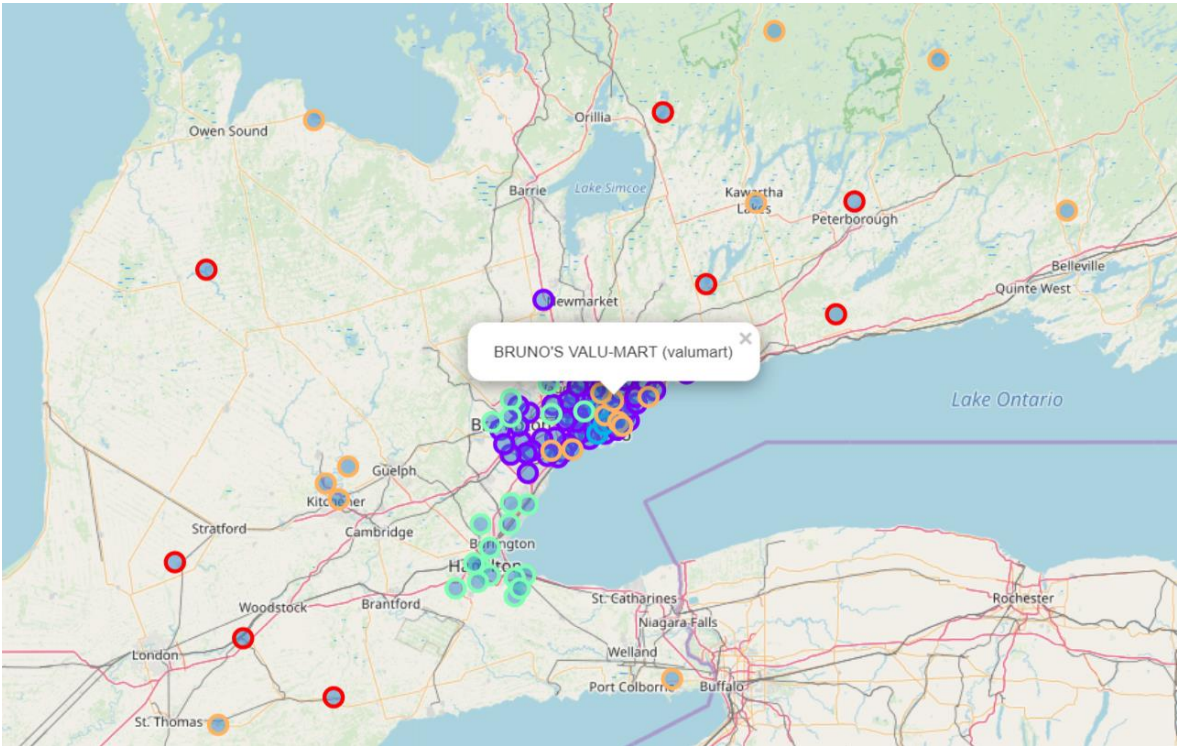 Owen Sound
Orillia
Barrie
Lake Simcoe
Kawartha
Lakes
Peterborough
Belleville
Quinte West
Newmarket
BRUNO'S VALU-MART (valumart)
×
Lake Ontario
Guelph
Kitchener
Stratford
Cambridge
Burlington
Hamilton
Woodstock
Brantford
St. Catharines
Rochester
Niagara Falls
London
Welland
Port Colborne
Buffalo
St. Thomas